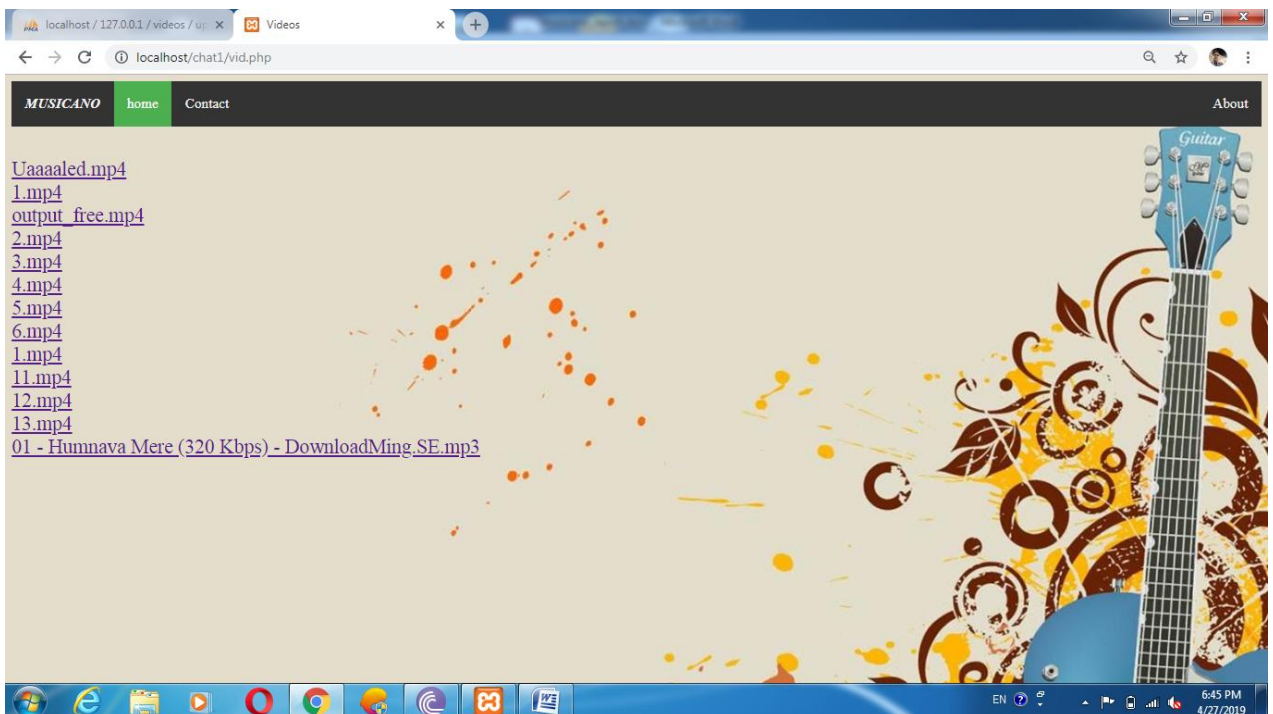 localhost / 127.0.0.1 / videos / up
Videos
localhost/chat1/vid.php
MUSICANO home Contact About
Guitar
Uaaaaled.mp4
1.mp4
output_free.mp4
2.mp4
3.mp4
4.mp4
5.mp4
6.mp4
1.mp4
11.mp4
12.mp4
13.mp4
01 - Humnava Mere (320 Kbps) - DownloadMing.SE.mp3
EN
6:45 PM
4/27/2019